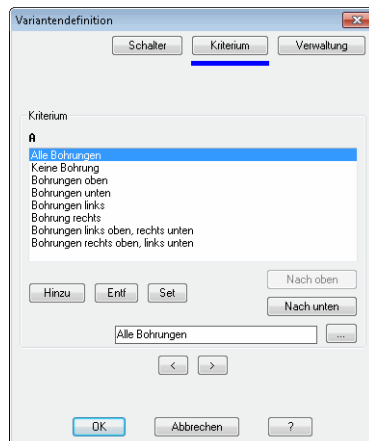 Variantendefinition
Schalter Kriterium Verwaltung
Kriterium
A
Alle Bohrungen
Keine Bohrung
Bohrungen oben
Bohrungen unten
Bohrungen links
Bohrung rechts
Bohrungen links oben, rechts unten
Bohrungen rechts oben, links unten
Nach oben
Hinzu Entf Set
Nach unten
Alle Bohrungen ...
< >
OK Abbrechen ?